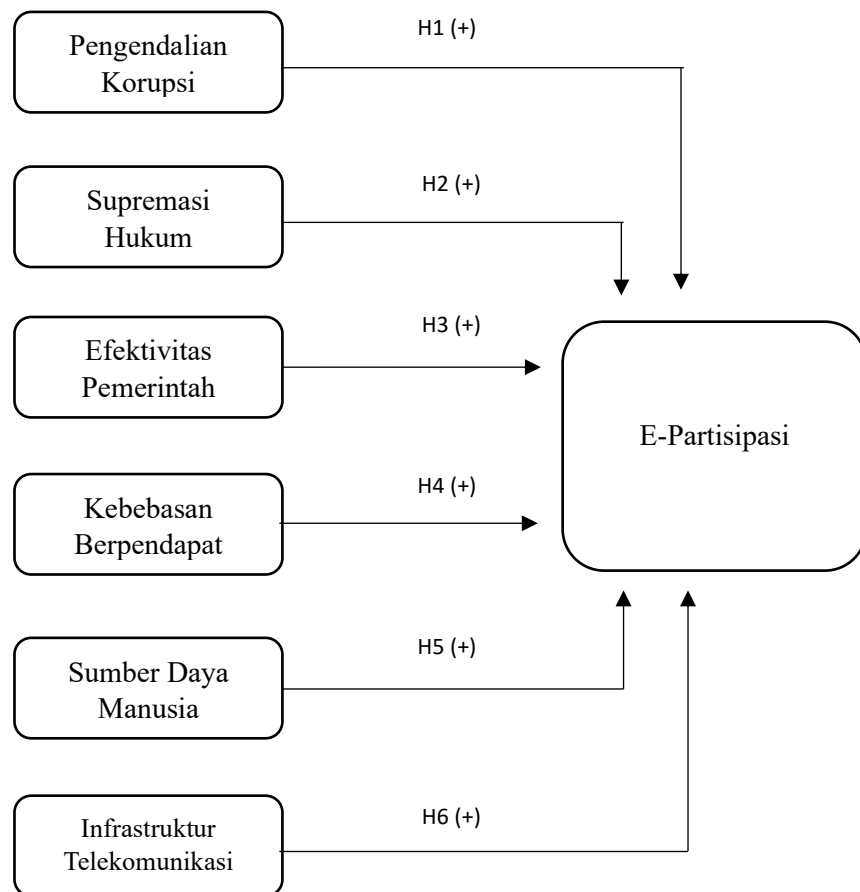 H1 (+)
Pengendalian
Korupsi
H2 (+)
Supremasi
Hukum
H3 (+)
Efektivitas
Pemerintah
E-Partisipasi
H4 (+)
Kebebasan
Berpendapat
H5 (+)
Sumber Daya
Manusia
H6 (+)
Infrastruktur
Telekomunikasi